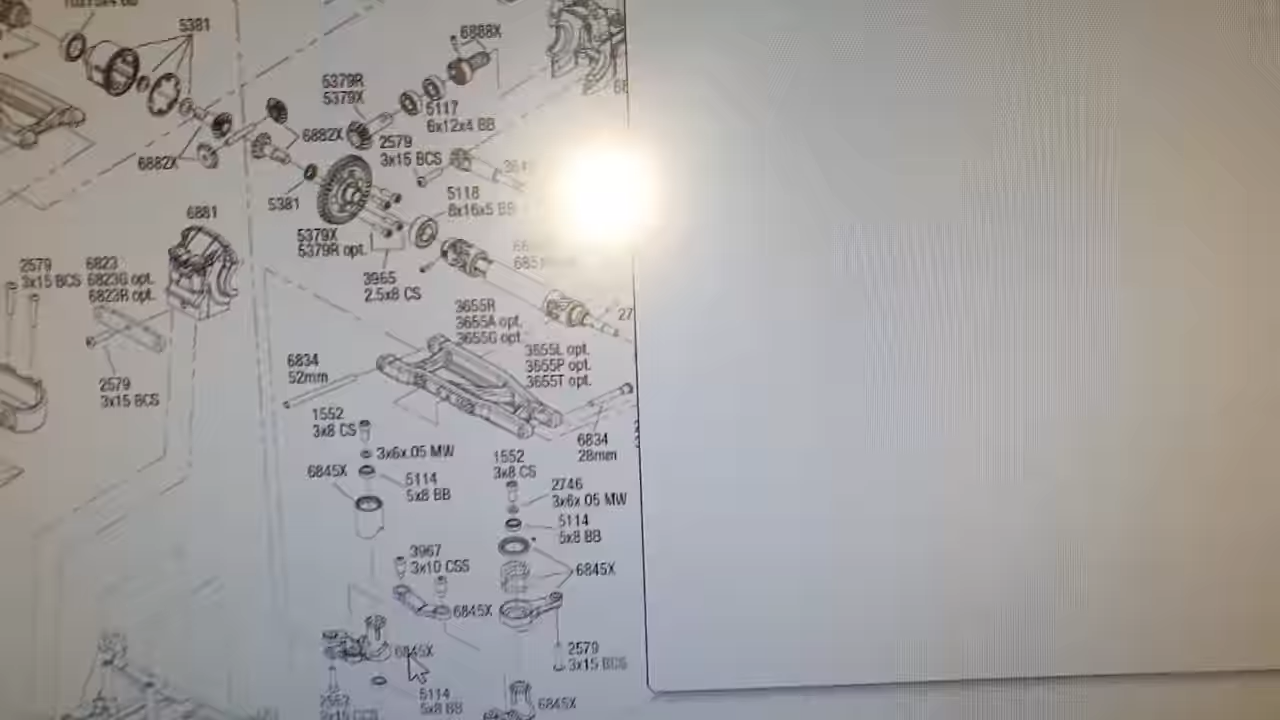 5381
6888X
5379R
5379X
5117
6x12x4 BB
2579
3x15 BCS
6882X
6882X
5381
5118
8x16x5 BB
6881
5379X
5379R opt.
3965
2.5x8 CS
2579
3x15 BCS
6823
6823G opt.
6823R opt.
27
3655R
3655A opt.
3655G opt.
3655L opt.
3655P opt.
3655T opt.
6834
52mm
2579
3x15 BCS
1552
3x8 CS
6834
28mm
3x6x.05 MW
1552
3x8 CS
6845X
5114
5x8 BB
2746
3x6x.05 MW
5114
5x8 BB
3967
3x10 CSS
6845X
6845X
6845X
2579
3x15 BCS
5114
5x8 BB
6845X